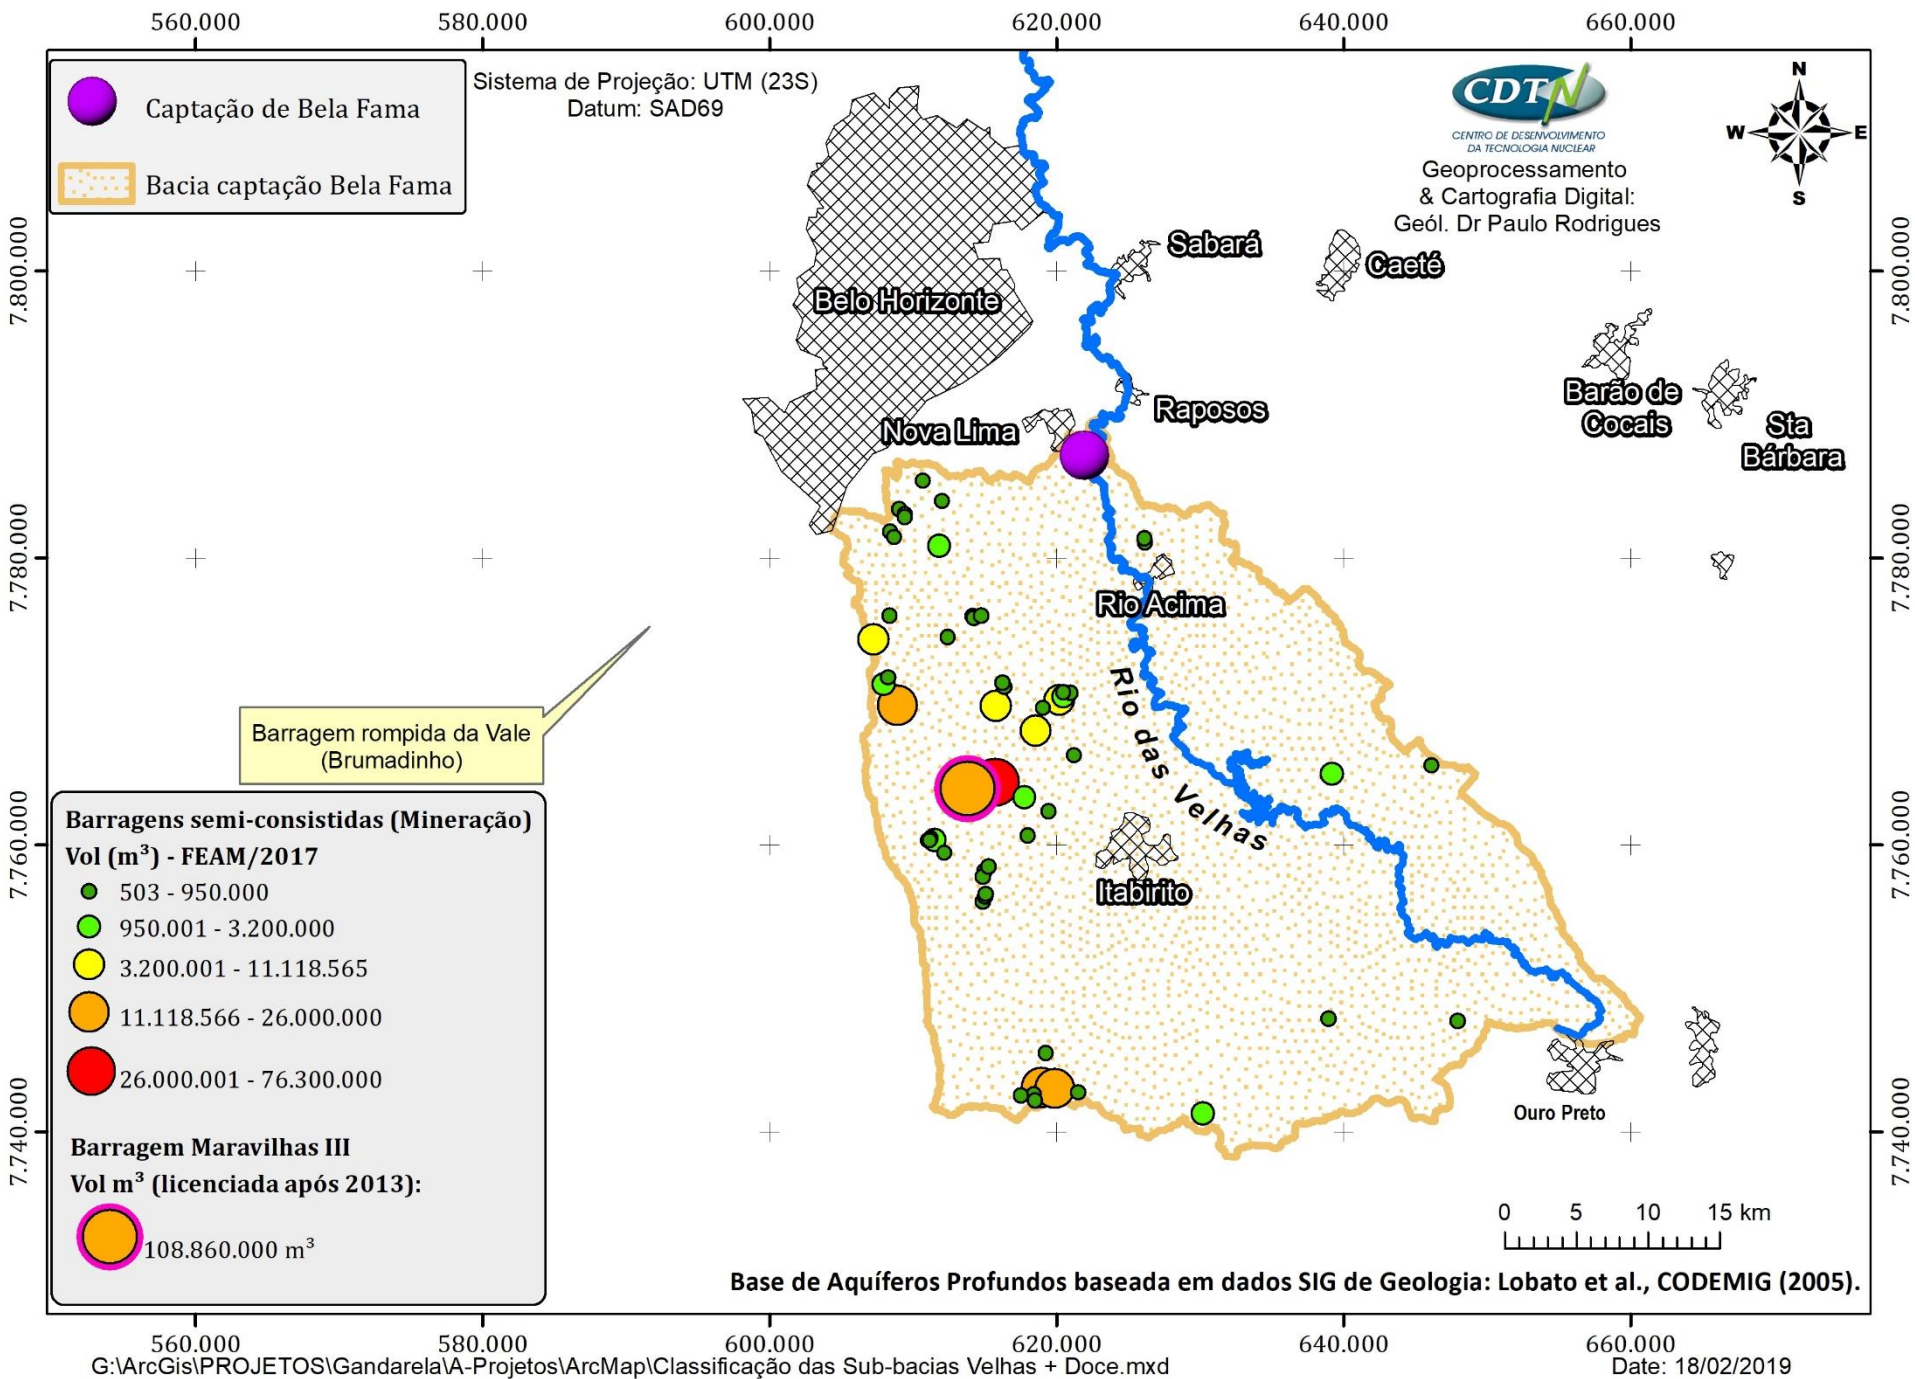 560.000 580.000 600.000 620.000 640.000 660.000
Captação de Bela Fama
Bacia captação Bela Fama
Sistema de Projeção: UTM (23S)
Datum: SAD69
CDTN
CENTRO DE DESENVOLVIMENTO
DA TECNOLOGIA NUCLEAR
Geoprocessamento
& Cartografia Digital:
Geól. Dr Paulo Rodrigues
N
W E
S
7.800.000 7.800.000
7.780.000 7.780.000
7.760.000 7.760.000
7.740.000 7.740.000
Sabará
Caeté
Belo Horizonte
Barão de
Cocais
Raposos
Nova Lima
Sta
Bárbara
Rio Acima
Rio das Velhas
Itabirito
Ouro Preto
Barragem rompida da Vale
(Brumadinho)
Barragens semi-consistidas (Mineração)
Vol (m³) - FEAM/2017
503 - 950.000
950.001 - 3.200.000
3.200.001 - 11.118.565
11.118.566 - 26.000.000
26.000.001 - 76.300.000
Barragem Maravilhas III
Vol m³ (licenciada após 2013):
108.860.000 m³
0 5 10 15 km
Base de Aquíferos Profundos baseada em dados SIG de Geologia: Lobato et al., CODEMIG (2005).
560.000 580.000 600.000 620.000 640.000 660.000
G:\ArcGis\PROJETOS\Gandarela\A-Projetos\ArcMap\Classificação das Sub-bacias Velhas + Doce.mxd
Date: 18/02/2019